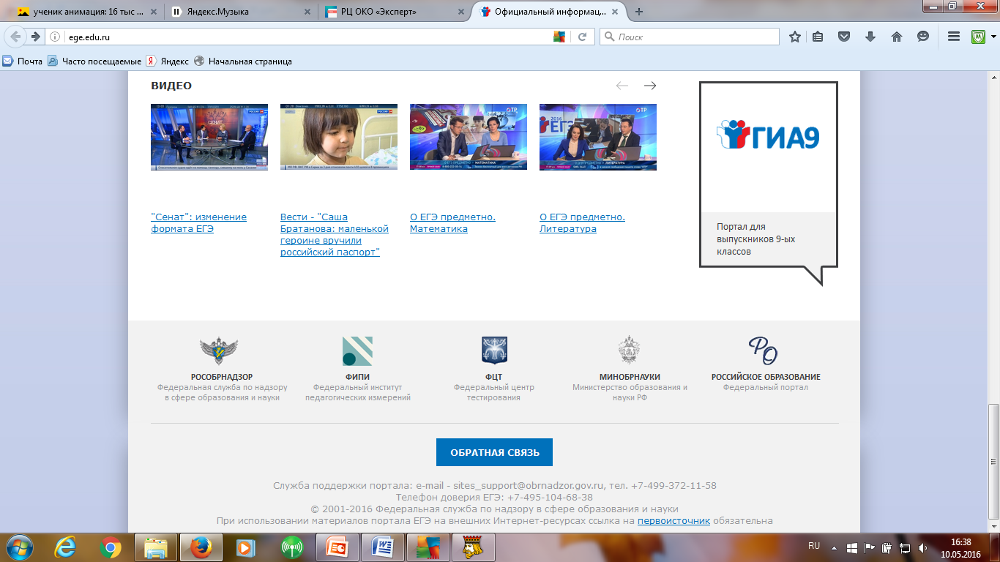 ученик анимация: 16 тыс ...
Яндекс.Музыка
РЦ ОКО «Эксперт»
Официальный информац...
ege.edu.ru
Поиск
Почта
Часто посещаемые
Яндекс
Начальная страница
ВИДЕО
"Сенат": изменение
формата ЕГЭ
Вести - "Саша
Братанова: маленькой
героине вручили
российский паспорт"
О ЕГЭ предметно.
Математика
О ЕГЭ предметно.
Литература
ГИА9
Портал для
выпускников 9-ых
классов
РОСОБРНАДЗОР
Федеральная служба по надзору
в сфере образования и науки
ФИПИ
Федеральный институт
педагогических измерений
ФЦТ
Федеральный центр
тестирования
МИНОБРНАУКИ
Министерство образования и
науки РФ
РОССИЙСКОЕ ОБРАЗОВАНИЕ
Федеральный портал
ОБРАТНАЯ СВЯЗЬ
Служба поддержки портала: e-mail - sites_support@obrnadzor.gov.ru, тел. +7-499-372-11-58
Телефон доверия ЕГЭ: +7-495-104-68-38
© 2001-2016 Федеральная служба по надзору в сфере образования и науки
При использовании материалов портала ЕГЭ на внешних Интернет-ресурсах ссылка на первоисточник обязательна
RU
16:38
10.05.2016